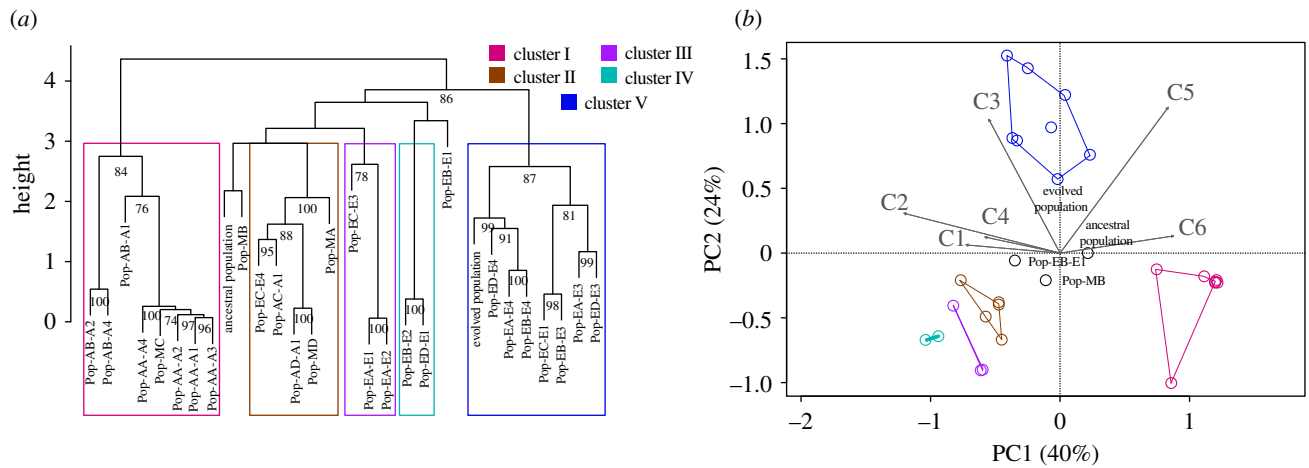 (a)
cluster I
cluster II
cluster III
cluster IV
cluster V
height
4
3
2
1
0
86
84
76
100
100
74
97
96
95
88
100
100
78
100
100
87
99
91
100
81
98
99
Pop-AB-A2
Pop-AB-A4
Pop-AB-A1
Pop-AA-A4
Pop-MC
Pop-AA-A2
Pop-AA-A1
Pop-AA-A3
ancestral population
Pop-MB
Pop-EC-E4
Pop-AC-A1
Pop-AD-A1
Pop-MD
Pop-MA
Pop-EC-E3
Pop-EA-E1
Pop-EA-E2
Pop-EB-E2
Pop-ED-E1
Pop-EB-E1
evolved population
Pop-ED-E4
Pop-EA-E4
Pop-EB-E4
Pop-EC-E1
Pop-EB-E3
Pop-EA-E3
Pop-ED-E3
(b)
PC2 (24%)
1.5
1.0
0.5
0
−0.5
−1.0
C3
C5
C2
C4
C1
C6
evolved
population
ancestral
population
Pop-EB-E1
Pop-MB
−2
−1
0
1
PC1 (40%)